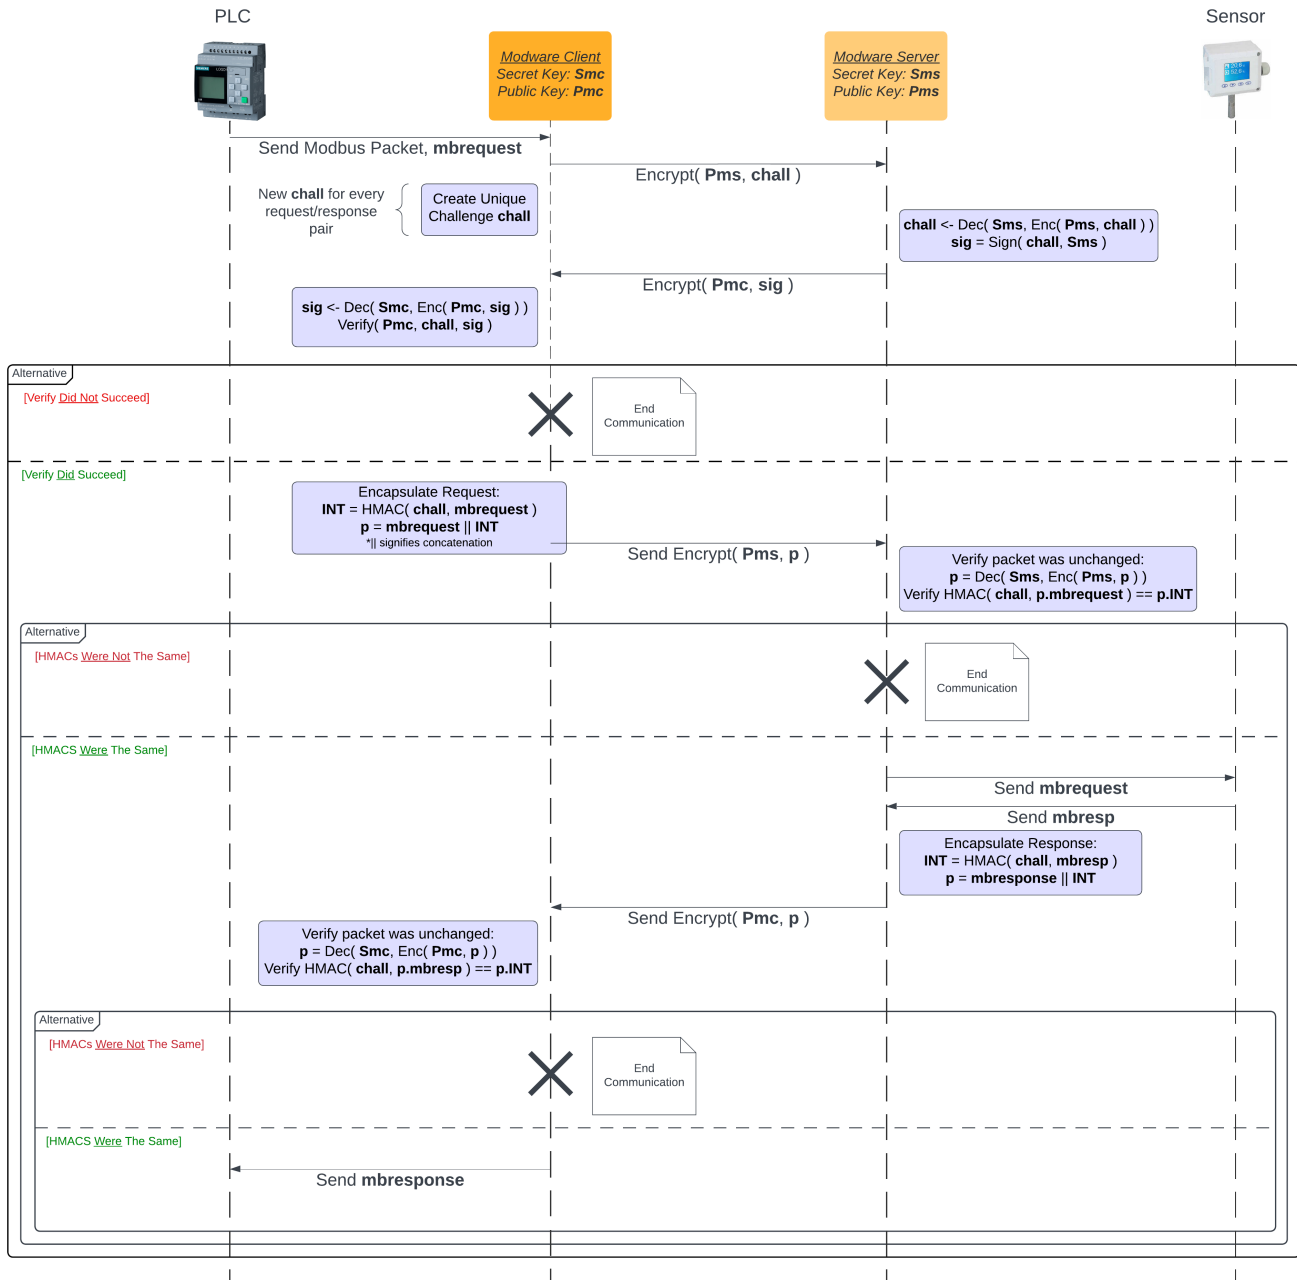 PLC
Sensor
SIEMENS
LOGO!
Modware Client
Secret Key: Smc
Public Key: Pmc
Modware Server
Secret Key: Sms
Public Key: Pms
Send Modbus Packet, mbrequest
Encrypt( Pms, chall )
New chall for every
request/response
pair
Create Unique
Challenge chall
chall <- Dec( Sms, Enc( Pms, chall ) )
sig = Sign( chall, Sms )
Encrypt( Pmc, sig )
sig <- Dec( Smc, Enc( Pmc, sig ) )
Verify( Pmc, chall, sig )
Alternative
[Verify Did Not Succeed]
End
Communication
[Verify Did Succeed]
Encapsulate Request:
INT = HMAC( chall, mbrequest )
p = mbrequest || INT
*|| signifies concatenation
Send Encrypt( Pms, p )
Verify packet was unchanged:
p = Dec( Sms, Enc( Pms, p ) )
Verify HMAC( chall, p.mbrequest ) == p.INT
Alternative
[HMACs Were Not The Same]
End
Communication
[HMACS Were The Same]
Send mbrequest
Send mbresp
Encapsulate Response:
INT = HMAC( chall, mbresp )
p = mbresponse || INT
Send Encrypt( Pmc, p )
Verify packet was unchanged:
p = Dec( Smc, Enc( Pmc, p ) )
Verify HMAC( chall, p.mbresp ) == p.INT
Alternative
[HMACs Were Not The Same]
End
Communication
[HMACS Were The Same]
Send mbresponse